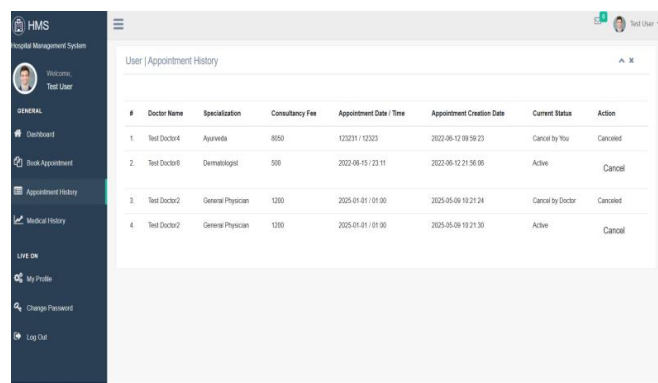 HMS
6
Test User
Hospital Management System
Welcome,
Test User
GENERAL
Dashboard
Book Appointment
Appointment History
Medical History
LIVE ON
My Profile
Change Password
Log Out
User | Appointment History
# Doctor Name Specialization Consultancy Fee Appointment Date / Time Appointment Creation Date Current Status Action
1. Test Doctor4 Ayurveda 8050 123231 / 12323 2022-06-12 09:59:23 Cancel by You Canceled
2. Test Doctor8 Dermatologist 500 2022-06-15 / 23:11 2022-06-12 21:56:06 Active Cancel
3. Test Doctor2 General Physician 1200 2025-01-01 / 01:00 2025-05-09 10:21:24 Cancel by Doctor Canceled
4. Test Doctor2 General Physician 1200 2025-01-01 / 01:00 2025-05-09 10:21:30 Active Cancel